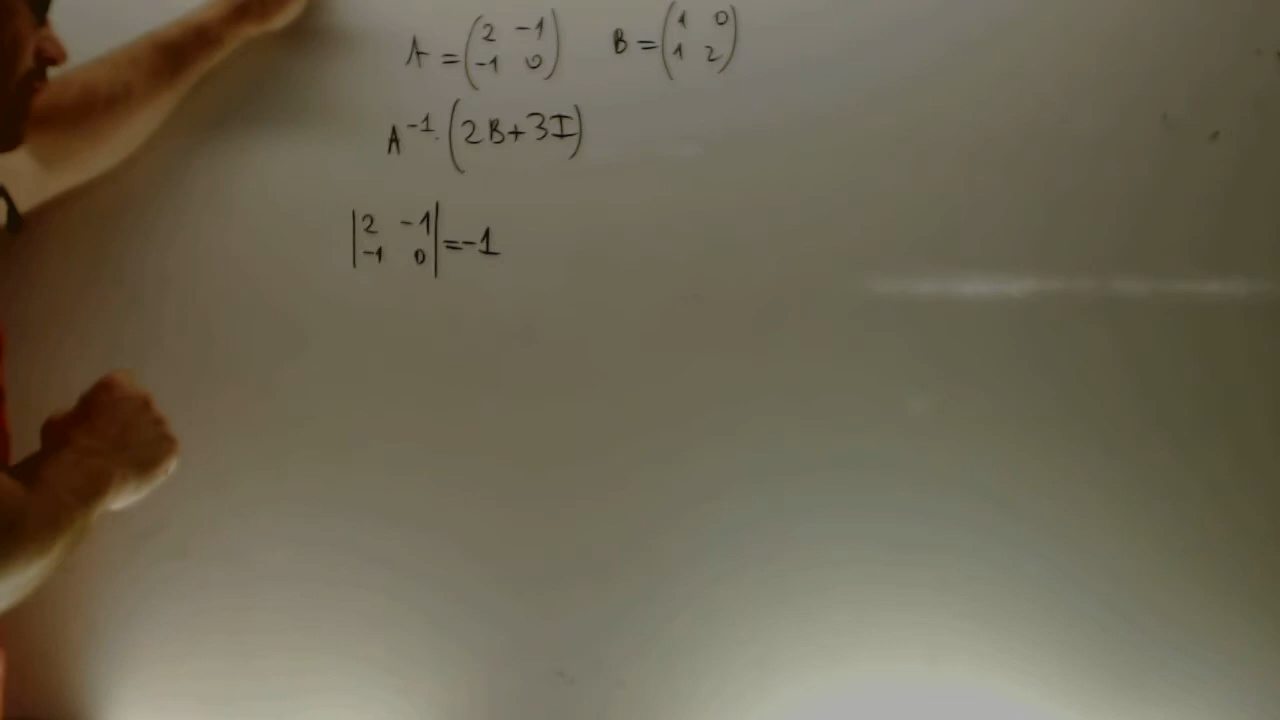 A = (2 -1 -1 0) B = (1 0 1 2)
A⁻¹·(2B+3I)
|2 -1 -1 0| = -1